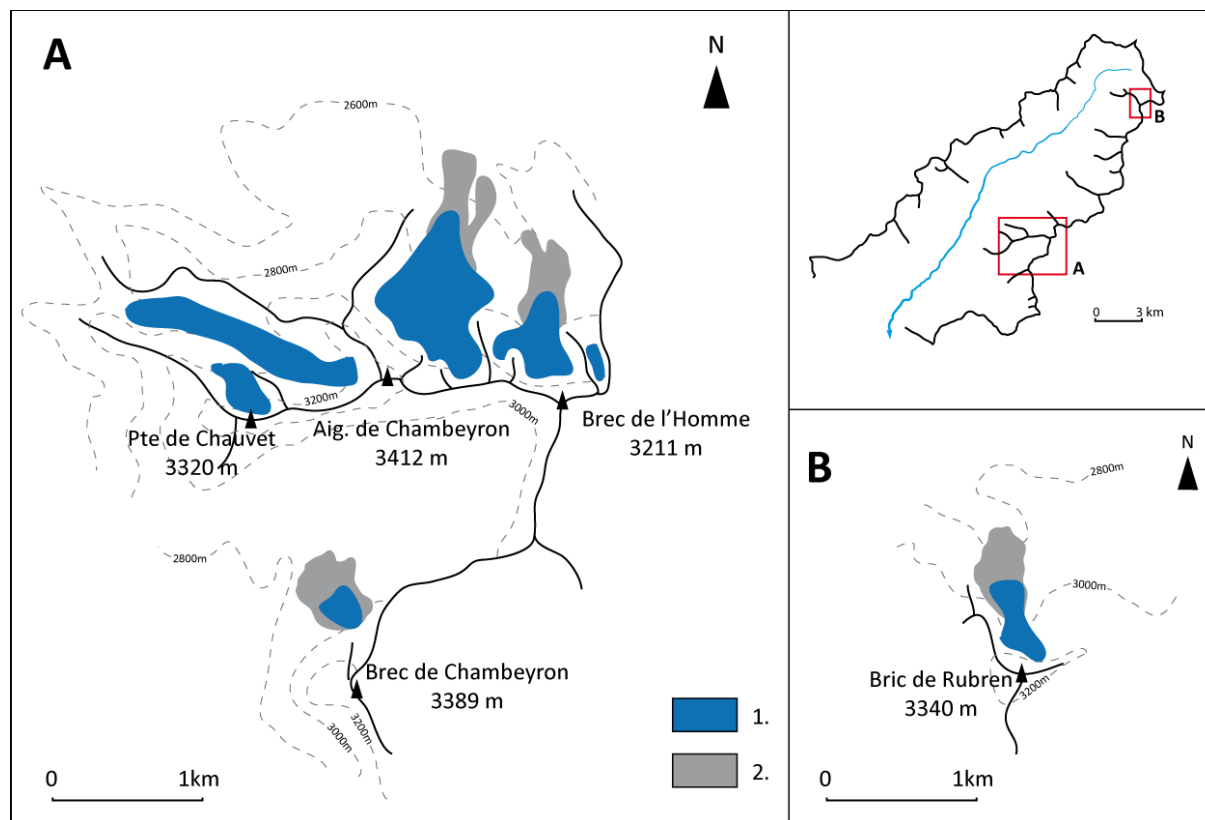 A
N
2600m
2800m
3200m
3000m
Pte de Chauvet
3320 m
Aig. de Chambeyron
3412 m
Brec de l’Homme
3211 m
2800m
Brec de Chambeyron
3389 m
3200m
3000m
0 1km
1.
2.
B
A
0 3 km
B
N
2800m
3000m
Bric de Rubren
3340 m
3200m
0 1km